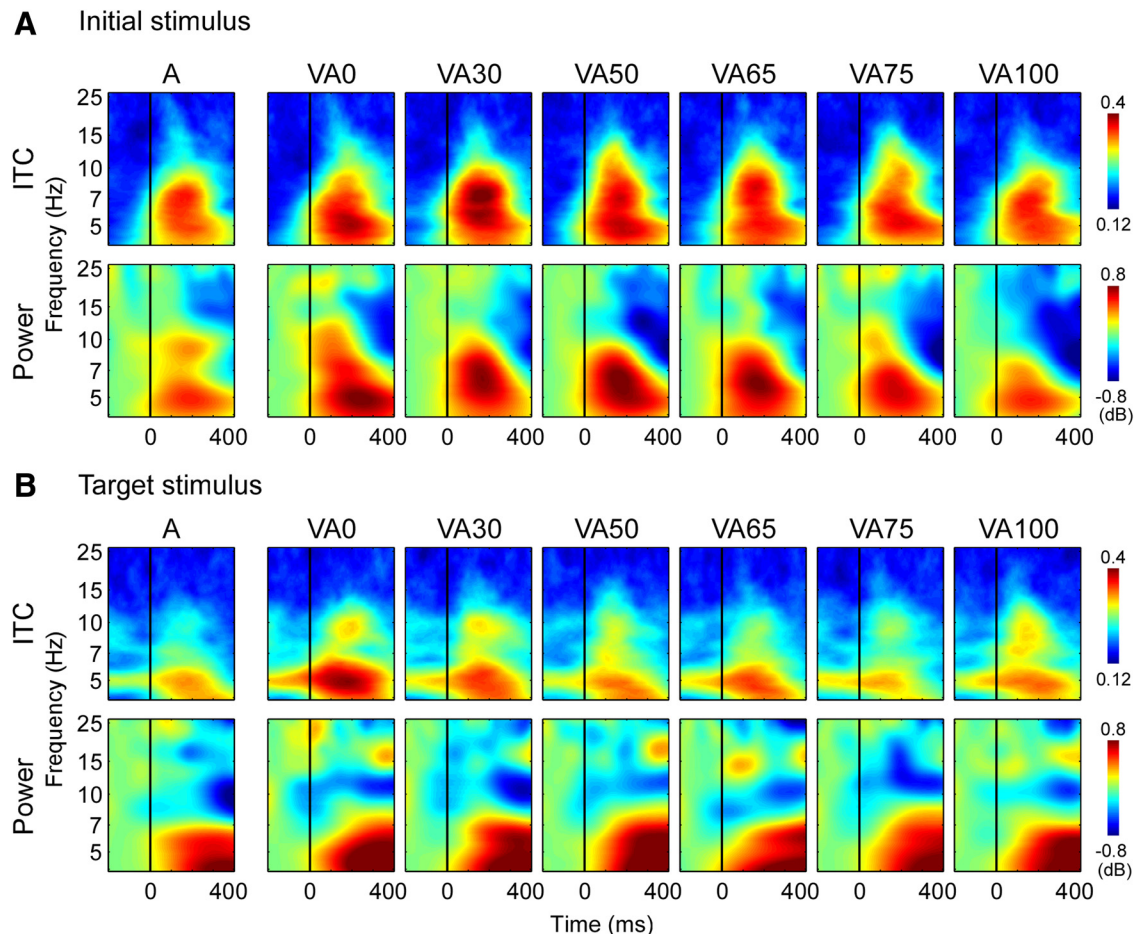 A Initial stimulus
A VA0 VA30 VA50 VA65 VA75 VA100
ITC
Power
Frequency (Hz)
25
15
10
7
5
25
15
10
7
5
0.4
0.12
0.8
-0.8
(dB)
0 400 0 400 0 400 0 400 0 400 0 400 0 400
B Target stimulus
A VA0 VA30 VA50 VA65 VA75 VA100
ITC
Power
Frequency (Hz)
25
15
10
7
5
25
15
10
7
5
0.4
0.12
0.8
-0.8
(dB)
0 400 0 400 0 400 0 400 0 400 0 400 0 400
Time (ms)